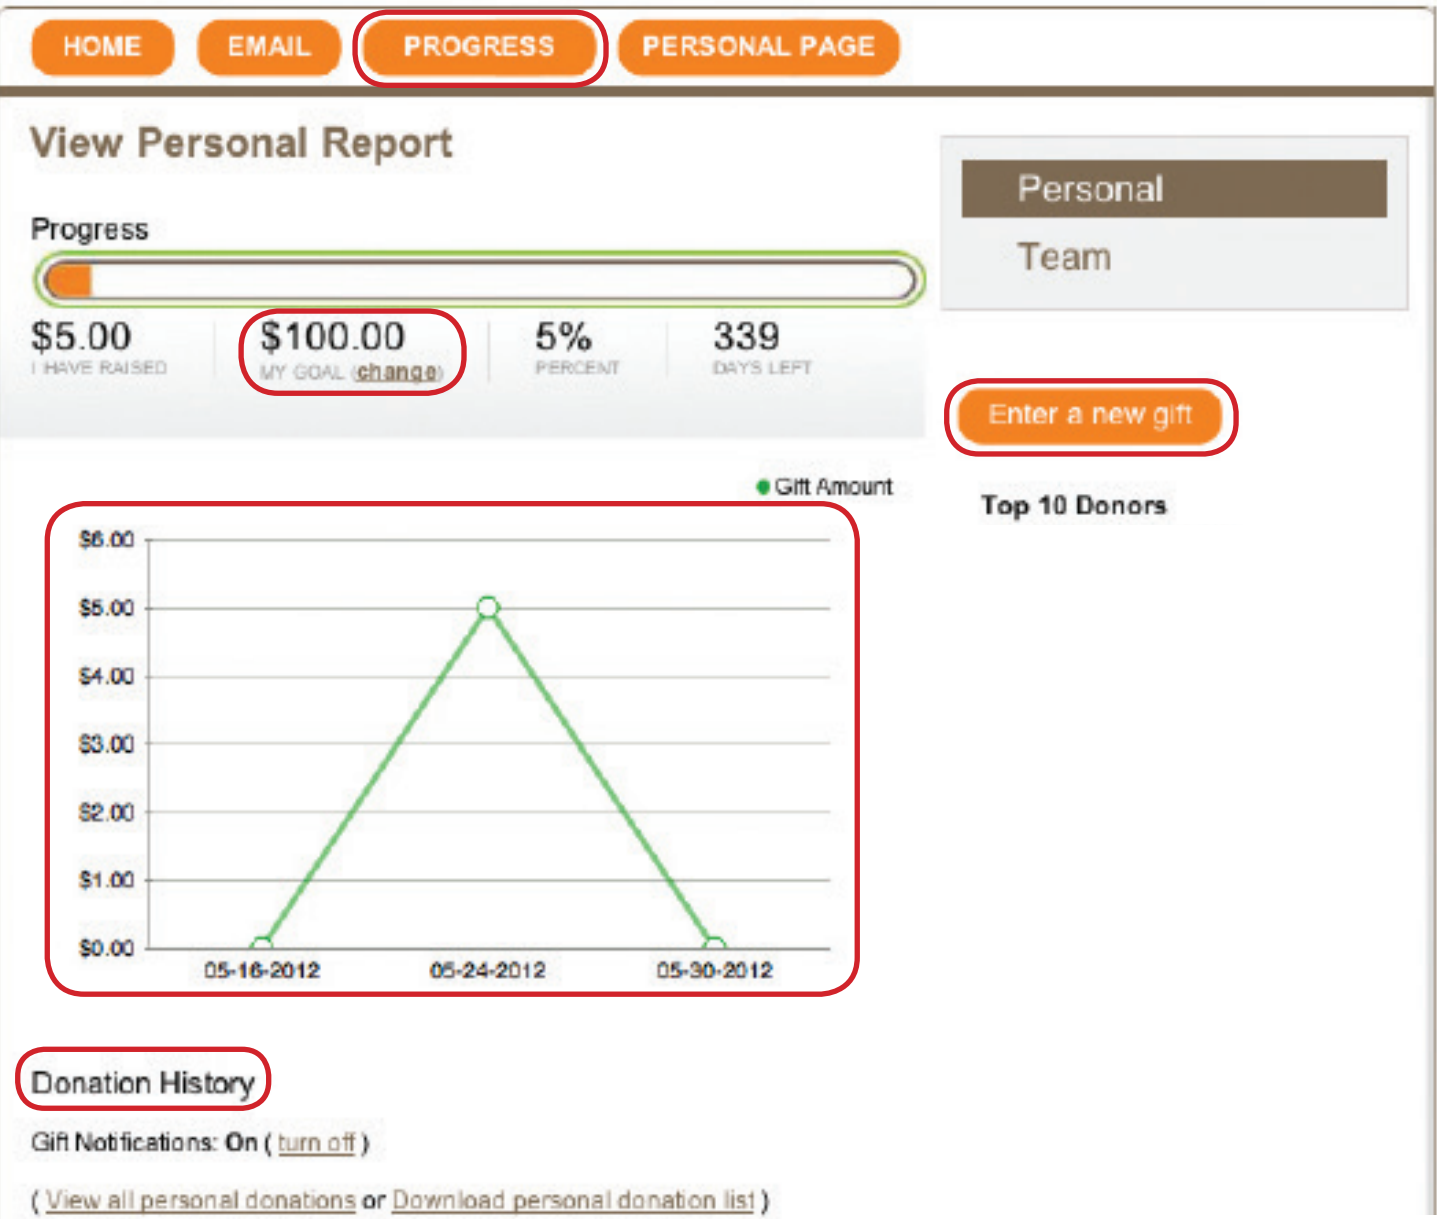 HOME EMAIL PROGRESS PERSONAL PAGE
View Personal Report
Personal
Team
Progress
$5.00 $100.00 5% 339
I HAVE RAISED MY GOAL (change) PERCENT DAYS LEFT
Enter a new gift
Gift Amount
Top 10 Donors
$6.00
$5.00
$4.00
$3.00
$2.00
$1.00
$0.00
05-16-2012 05-24-2012 05-30-2012
Donation History
Gift Notifications: On ( turn off )
( View all personal donations or Download personal donation list )